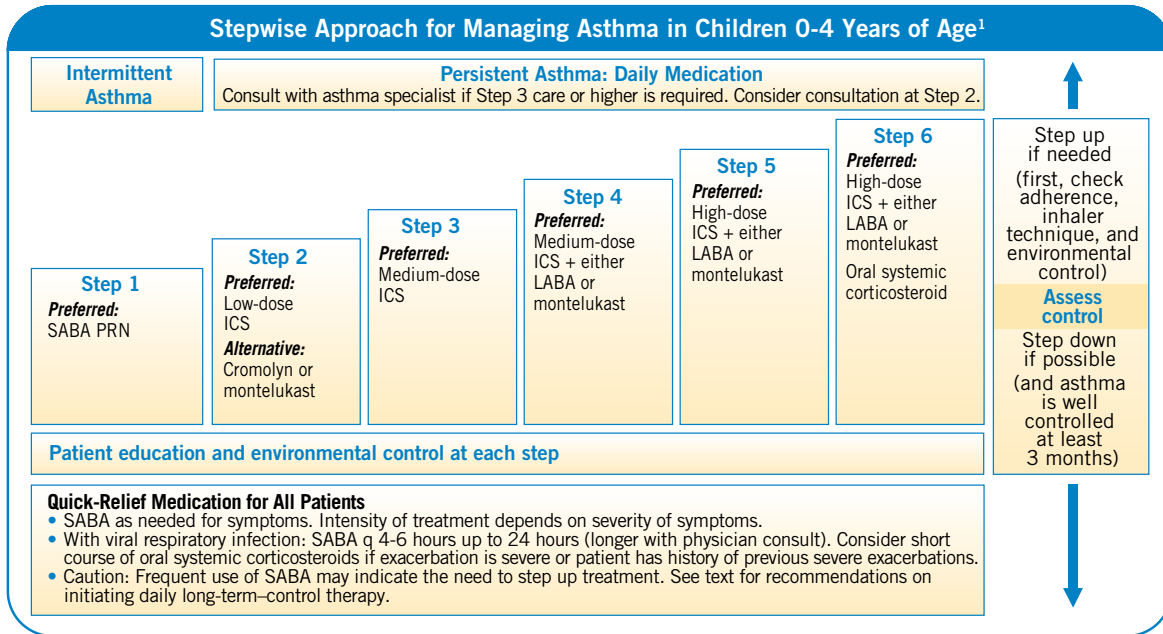 Stepwise Approach for Managing Asthma in Children 0-4 Years of Age¹
Intermittent
Asthma
Persistent Asthma: Daily Medication
Consult with asthma specialist if Step 3 care or higher is required. Consider consultation at Step 2.
Step 1
Preferred:
SABA PRN
Step 2
Preferred:
Low-dose
ICS
Alternative:
Cromolyn or
montelukast
Step 3
Preferred:
Medium-dose
ICS
Step 4
Preferred:
Medium-dose
ICS + either
LABA or
montelukast
Step 5
Preferred:
High-dose
ICS + either
LABA or
montelukast
Step 6
Preferred:
High-dose
ICS + either
LABA or
montelukast
Oral systemic
corticosteroid
Step up
if needed
(first, check
adherence,
inhaler
technique, and
environmental
control)
Assess
control
Step down
if possible
(and asthma
is well
controlled
at least
3 months)
Patient education and environmental control at each step
Quick-Relief Medication for All Patients
• SABA as needed for symptoms. Intensity of treatment depends on severity of symptoms.
• With viral respiratory infection: SABA q 4-6 hours up to 24 hours (longer with physician consult). Consider short
course of oral systemic corticosteroids if exacerbation is severe or patient has history of previous severe exacerbations.
• Caution: Frequent use of SABA may indicate the need to step up treatment. See text for recommendations on
initiating daily long-term–control therapy.